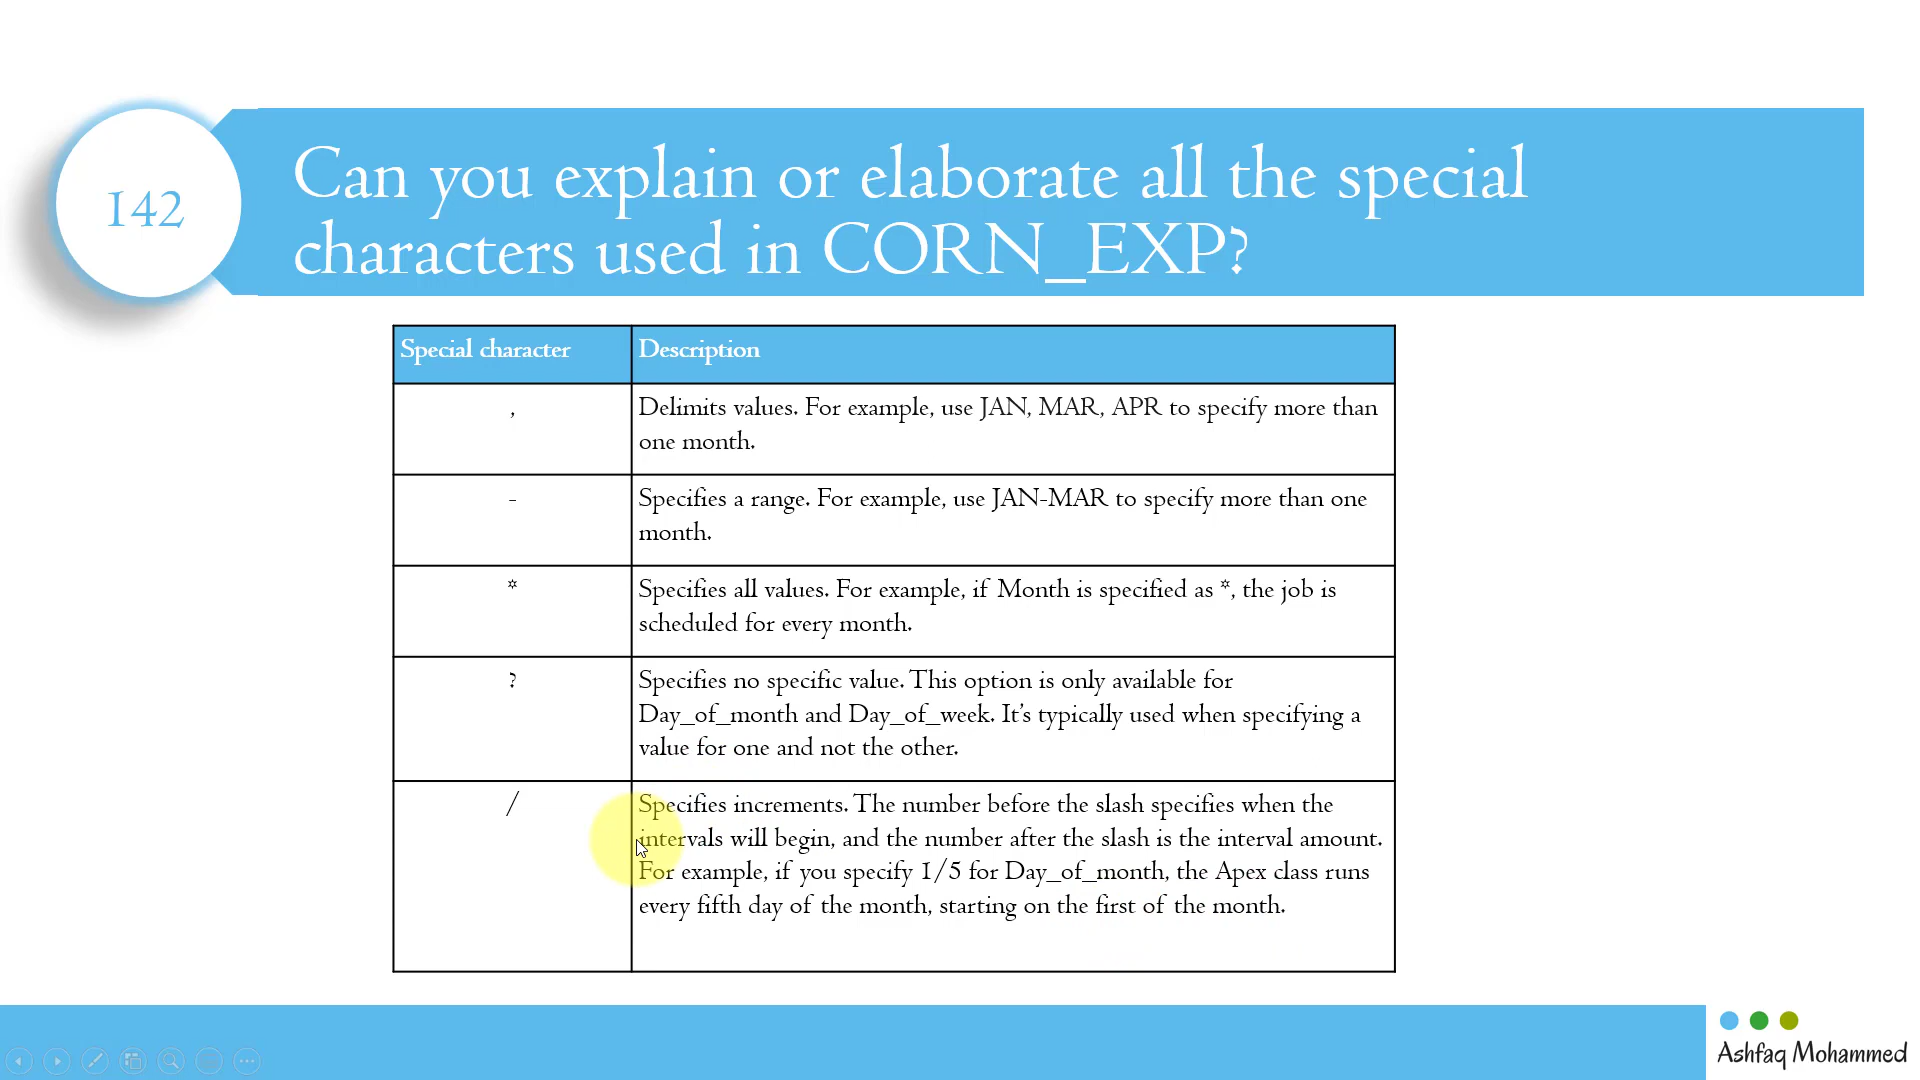 142
Can you explain or elaborate all the special
characters used in CORN_EXP?
Special character
Description
,
Delimits values. For example, use JAN, MAR, APR to specify more than
one month.
-
Specifies a range. For example, use JAN-MAR to specify more than one
month.
*
Specifies all values. For example, if Month is specified as *, the job is
scheduled for every month.
?
Specifies no specific value. This option is only available for
Day_of_month and Day_of_week. It's typically used when specifying a
value for one and not the other.
/
Specifies increments. The number before the slash specifies when the
intervals will begin, and the number after the slash is the interval amount.
For example, if you specify 1/5 for Day_of_month, the Apex class runs
every fifth day of the month, starting on the first of the month.
Ashfaq Mohammed